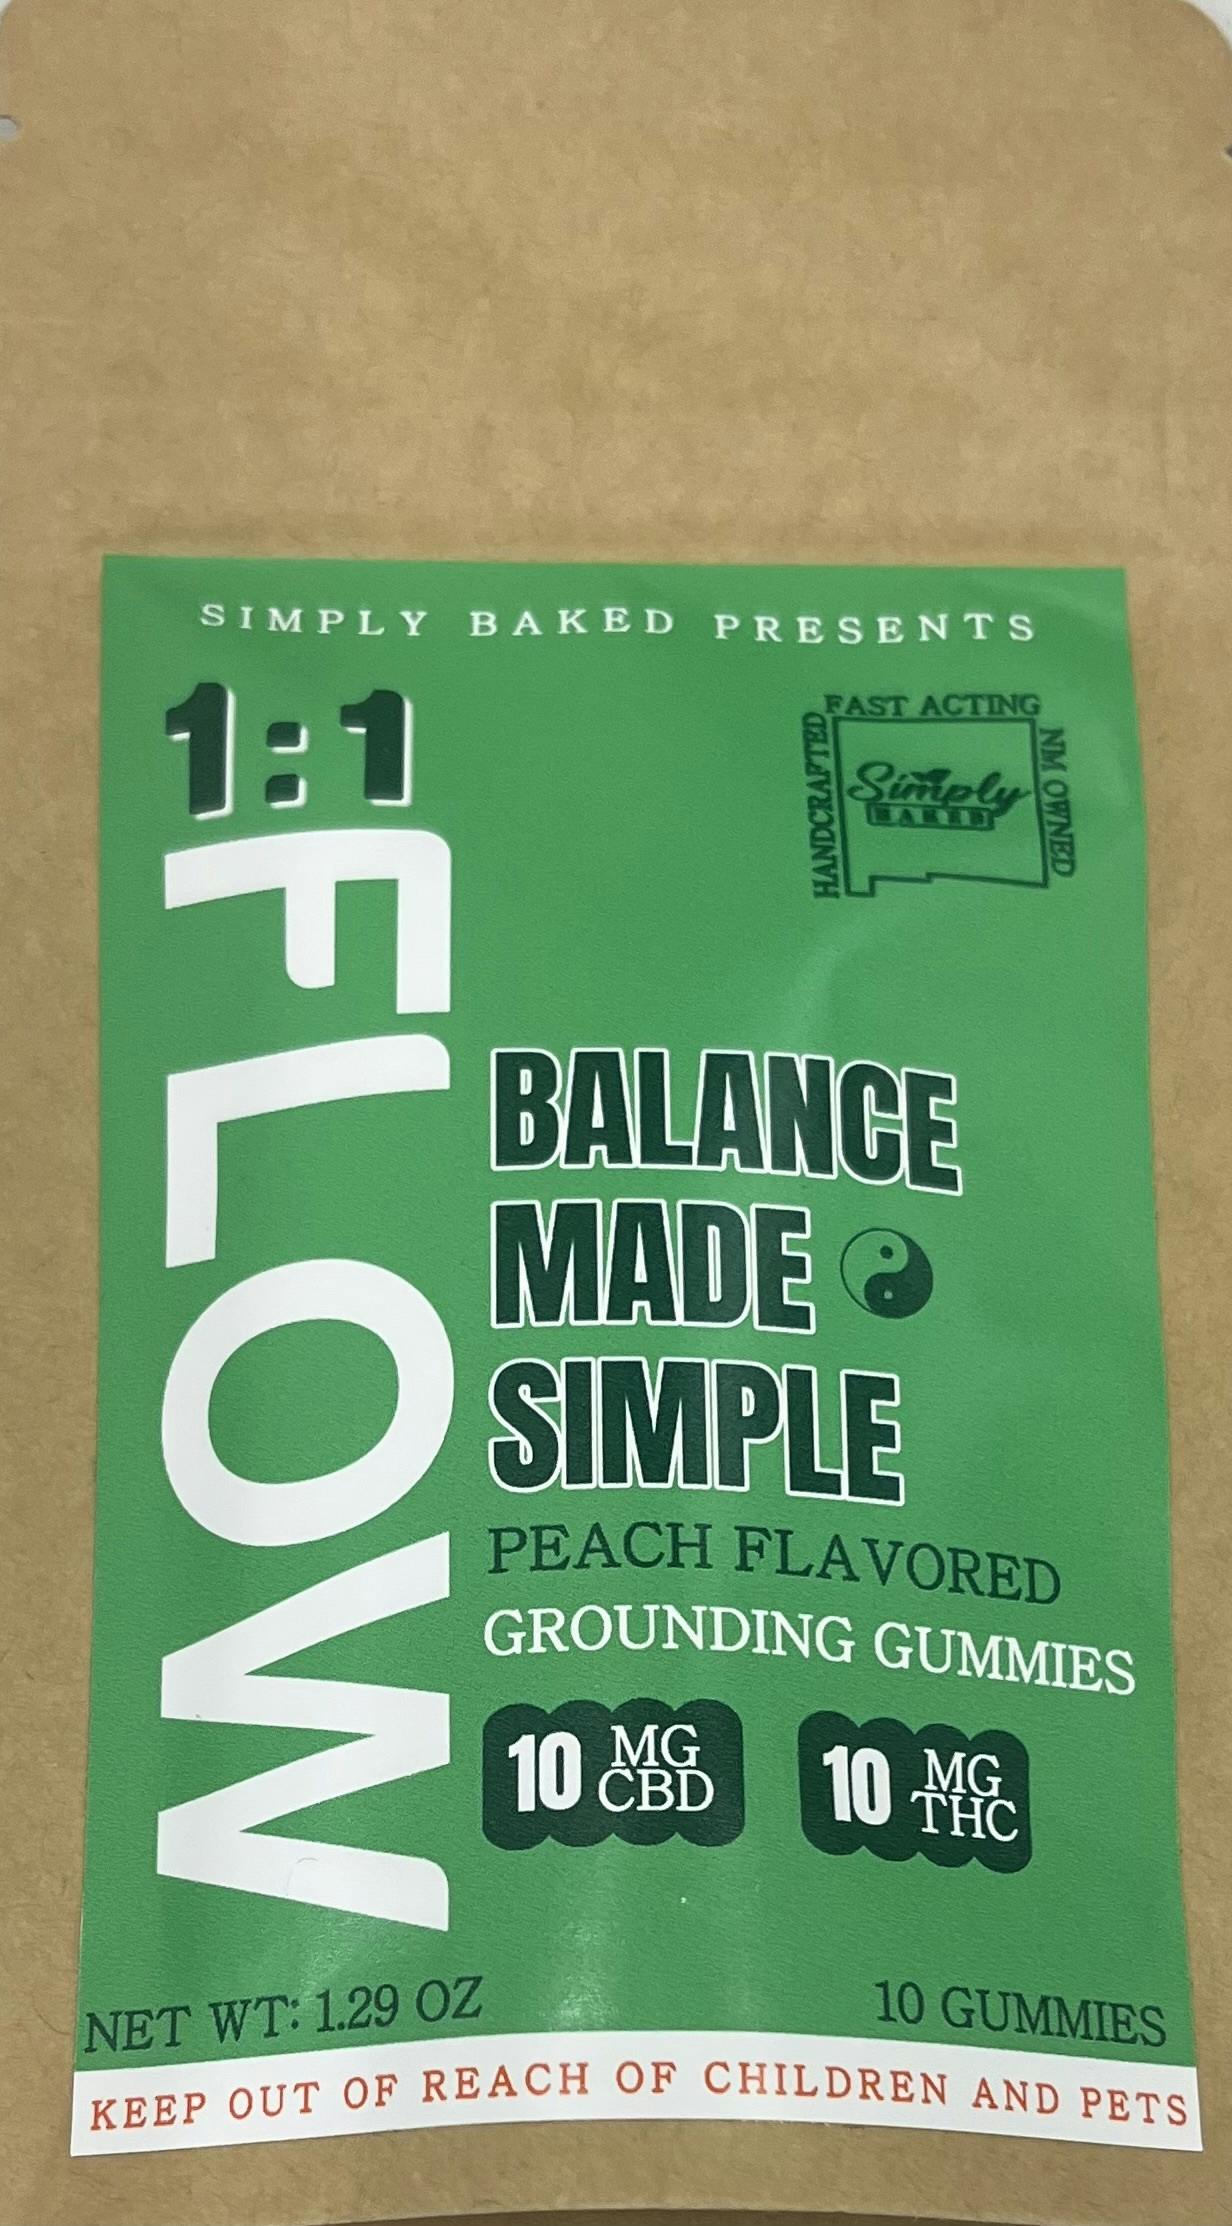 SIMPLY BAKED PRESENTS
1:1
FLOW
FAST ACTING
HANDCRAFTED
Simply
BAKED
NM OWNED
BALANCE
MADE
SIMPLE
PEACH FLAVORED
GROUNDING GUMMIES
10 MG
CBD
10 MG
THC
NET WT: 1.29 OZ
10 GUMMIES
KEEP OUT OF REACH OF CHILDREN AND PETS